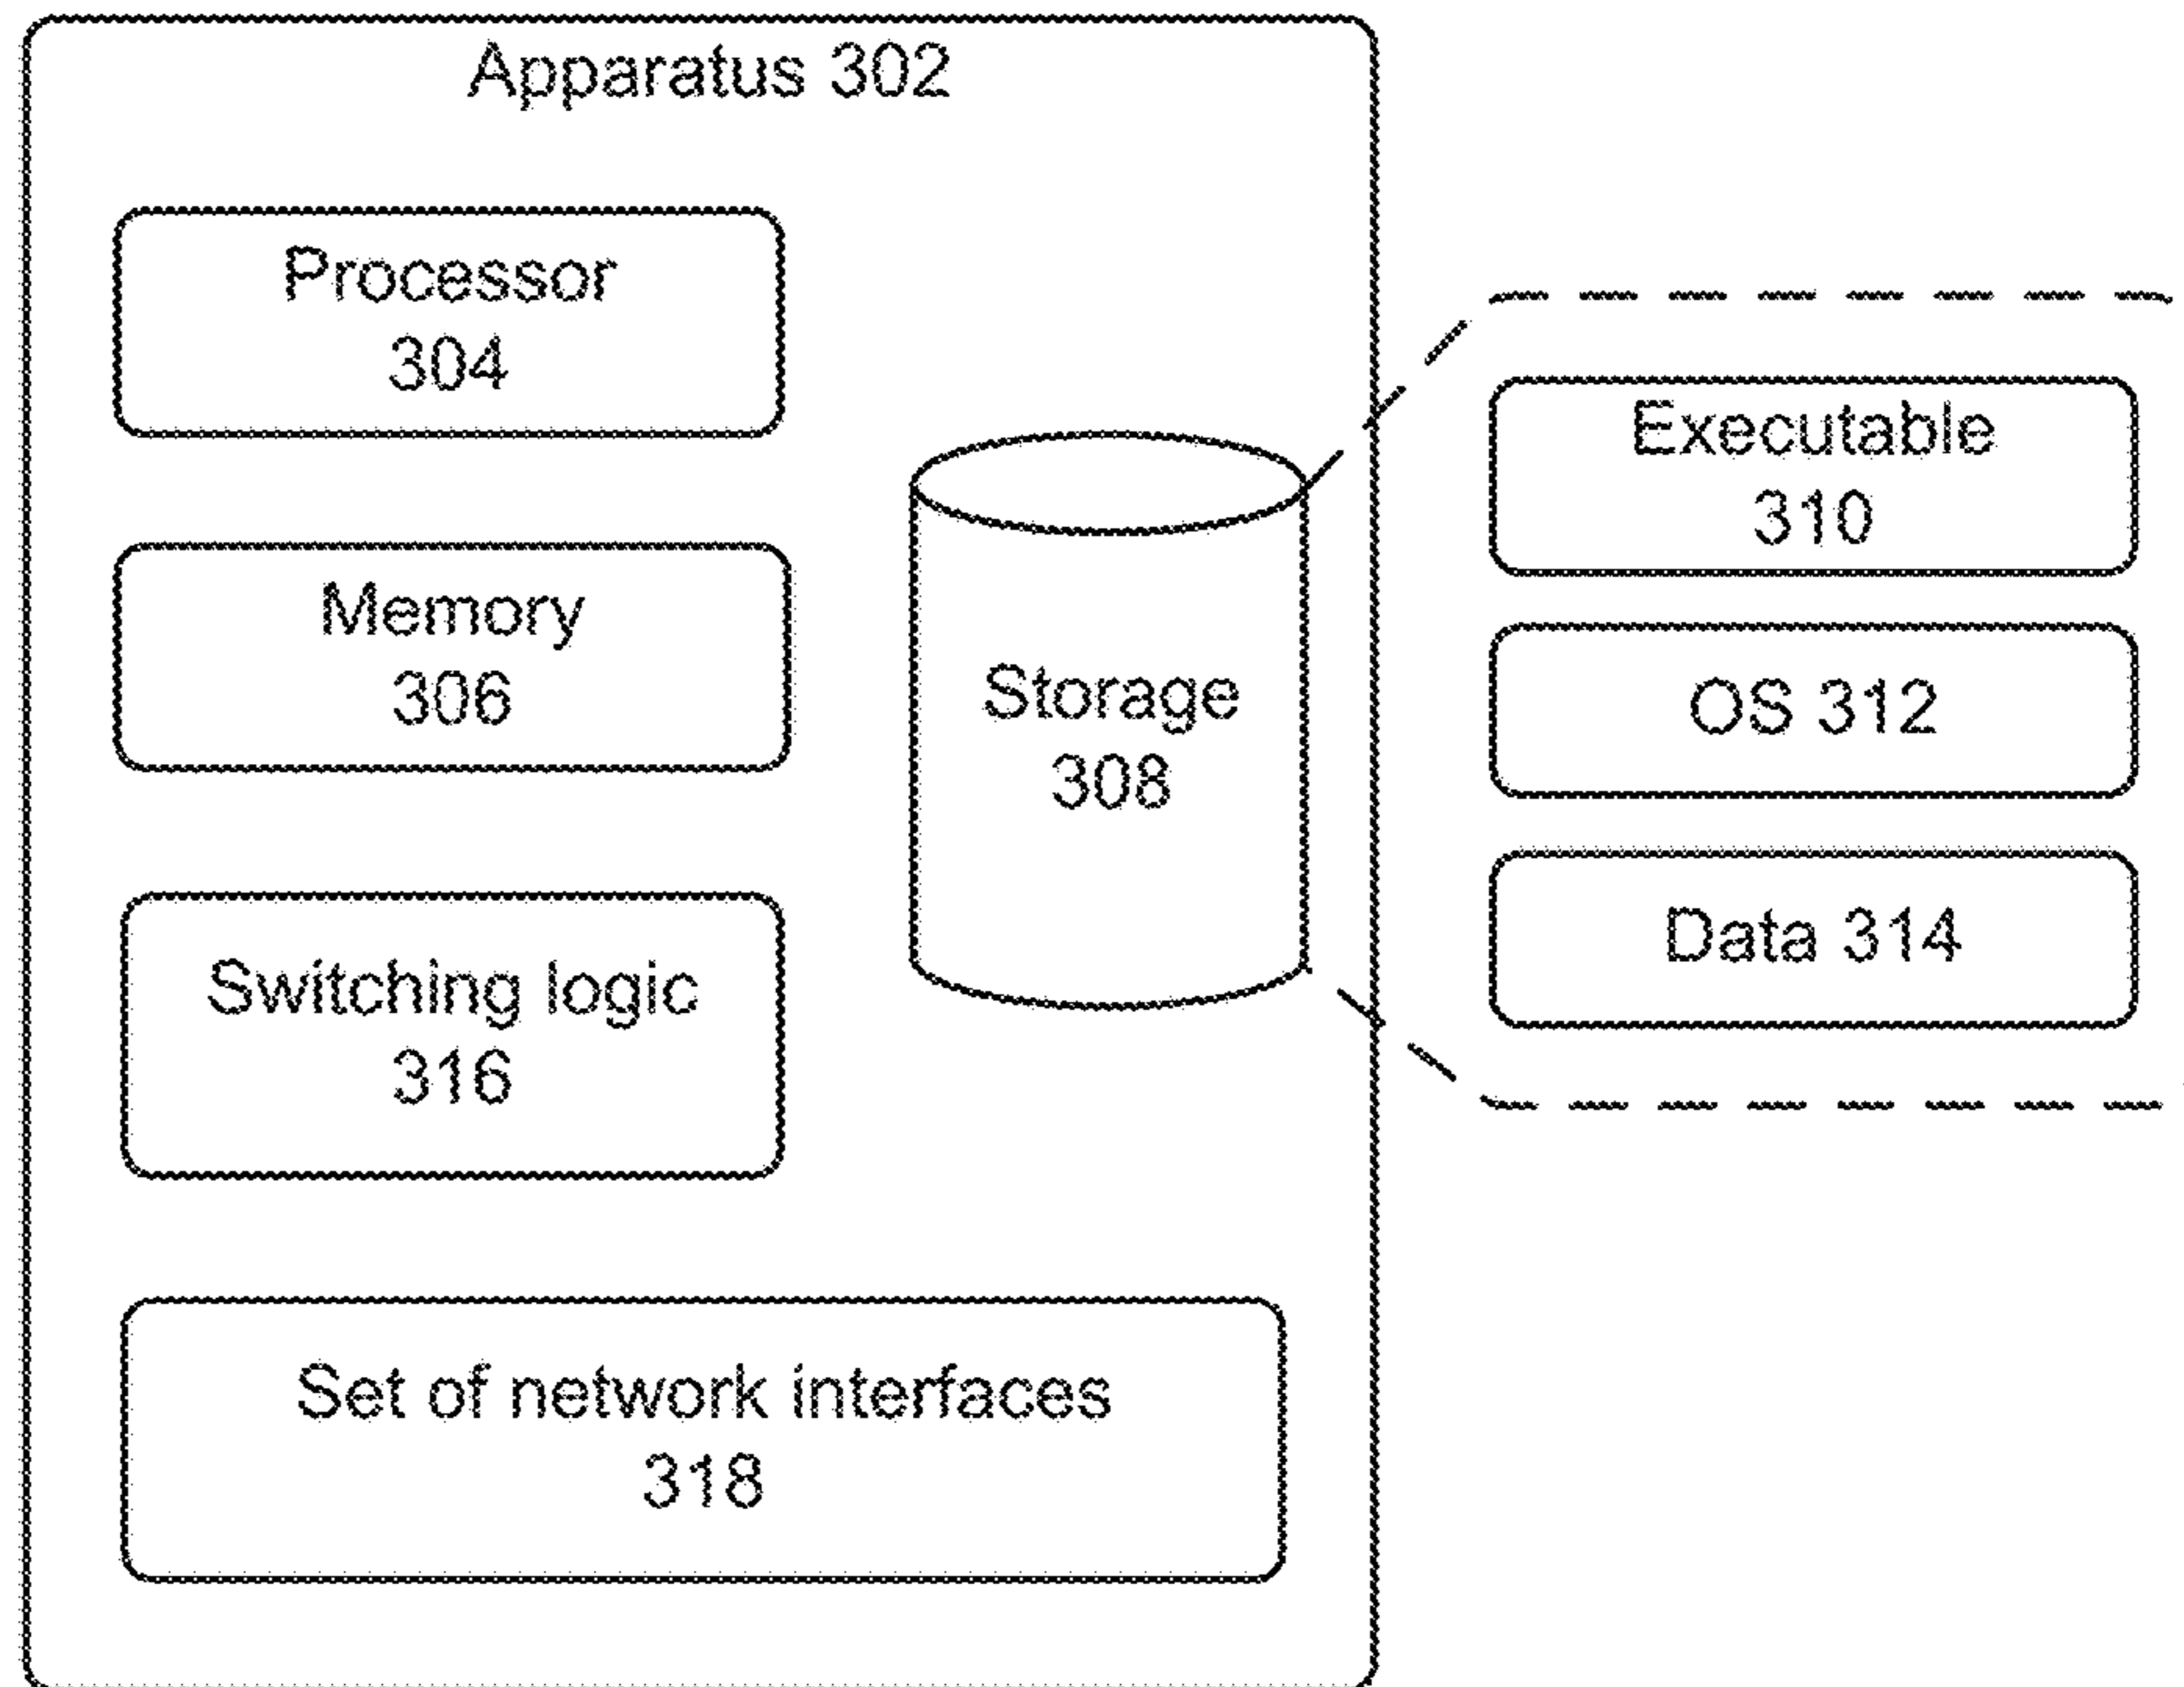 Apparatus 302
Processor
304
Memory
306
Switching logic
316
Storage
308
Set of network interfaces
318
Executable
310
OS 312
Data 314